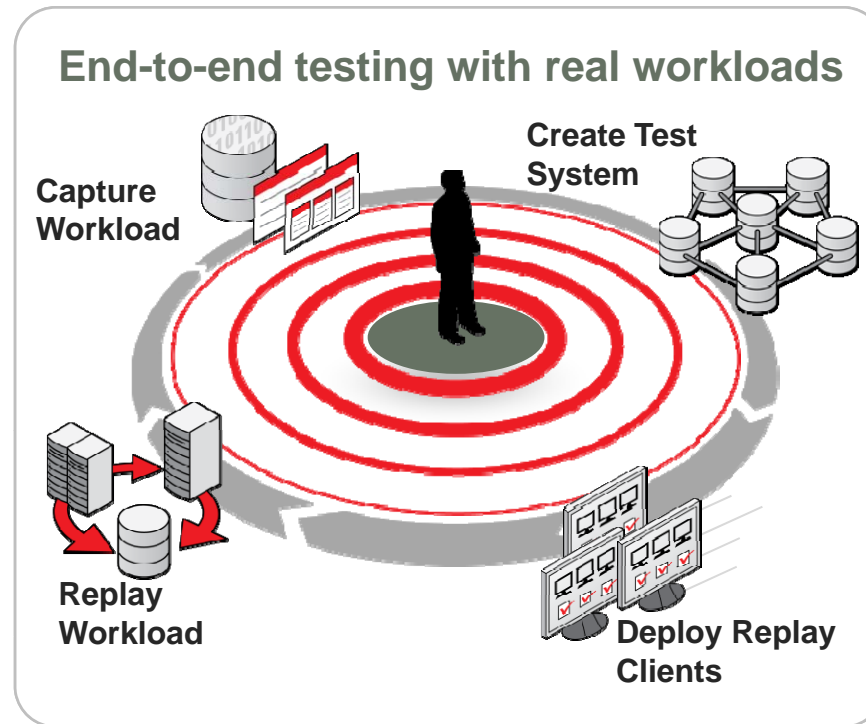 End-to-end testing with real workloads
Capture
Workload
Create Test
System
Replay
Workload
Deploy Replay
Clients